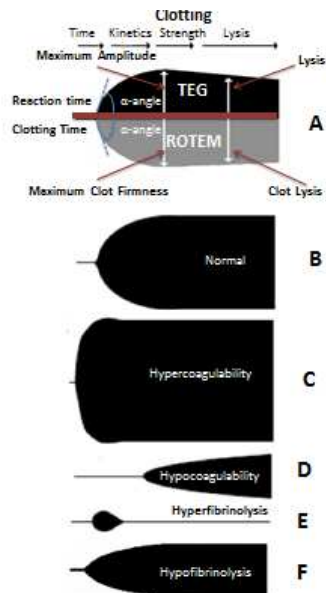 Clotting
Time Kinetics Strength Lysis
Maximum Amplitude Lysis
TEG
Reaction time α-angle
A
Clotting Time α-angle
ROTEM
Maximum Clot Firmness Clot Lysis
Normal B
Hypercoagulability C
Hypocoagulability D
Hyperfibrinolysis E
Hypofibrinolysis F